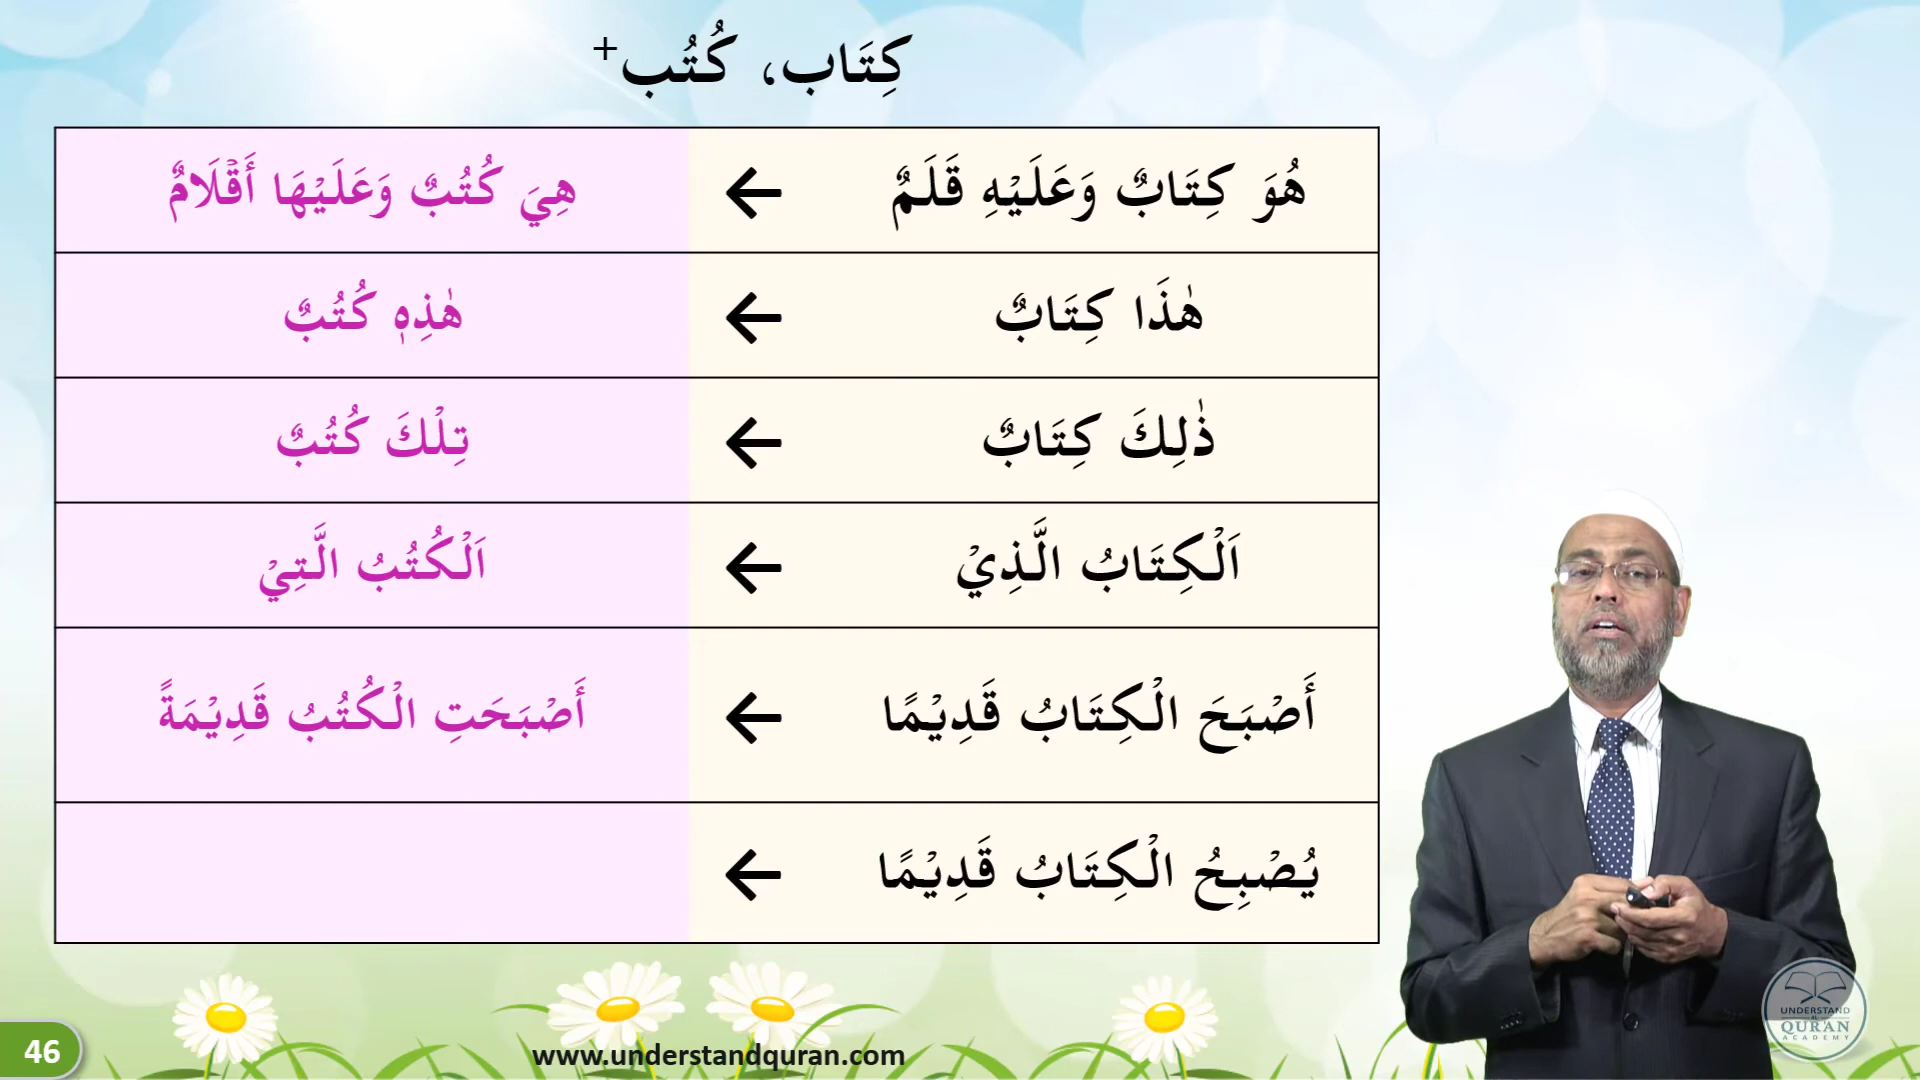 كِتَاب، كُتُب+
هُوَ كِتَابٌ وَعَلَيْهِ قَلَمٌ ← هِيَ كُتُبٌ وَعَلَيْهَا أَقْلَامٌ
هٰذَا كِتَابٌ ← هٰذِهٖ كُتُبٌ
ذٰلِكَ كِتَابٌ ← تِلْكَ كُتُبٌ
اَلْكِتَابُ الَّذِيْ ← اَلْكُتُبُ الَّتِيْ
أَصْبَحَ الْكِتَابُ قَدِيْمًا ← أَصْبَحَتِ الْكُتُبُ قَدِيْمَةً
يُصْبِحُ الْكِتَابُ قَدِيْمًا ←
46
www.understandquran.com
UNDERSTAND
AL
QURAN
ACADEMY